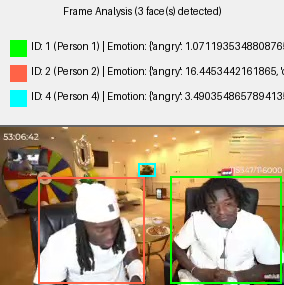 Frame Analysis (3 face(s) detected)
ID: 1 (Person 1) | Emotion: {'angry': 1.0711935348808765
ID: 2 (Person 2) | Emotion: {'angry': 16.4453442161865, '
ID: 4 (Person 4) | Emotion: {'angry': 3.490354865789413
53:06:42